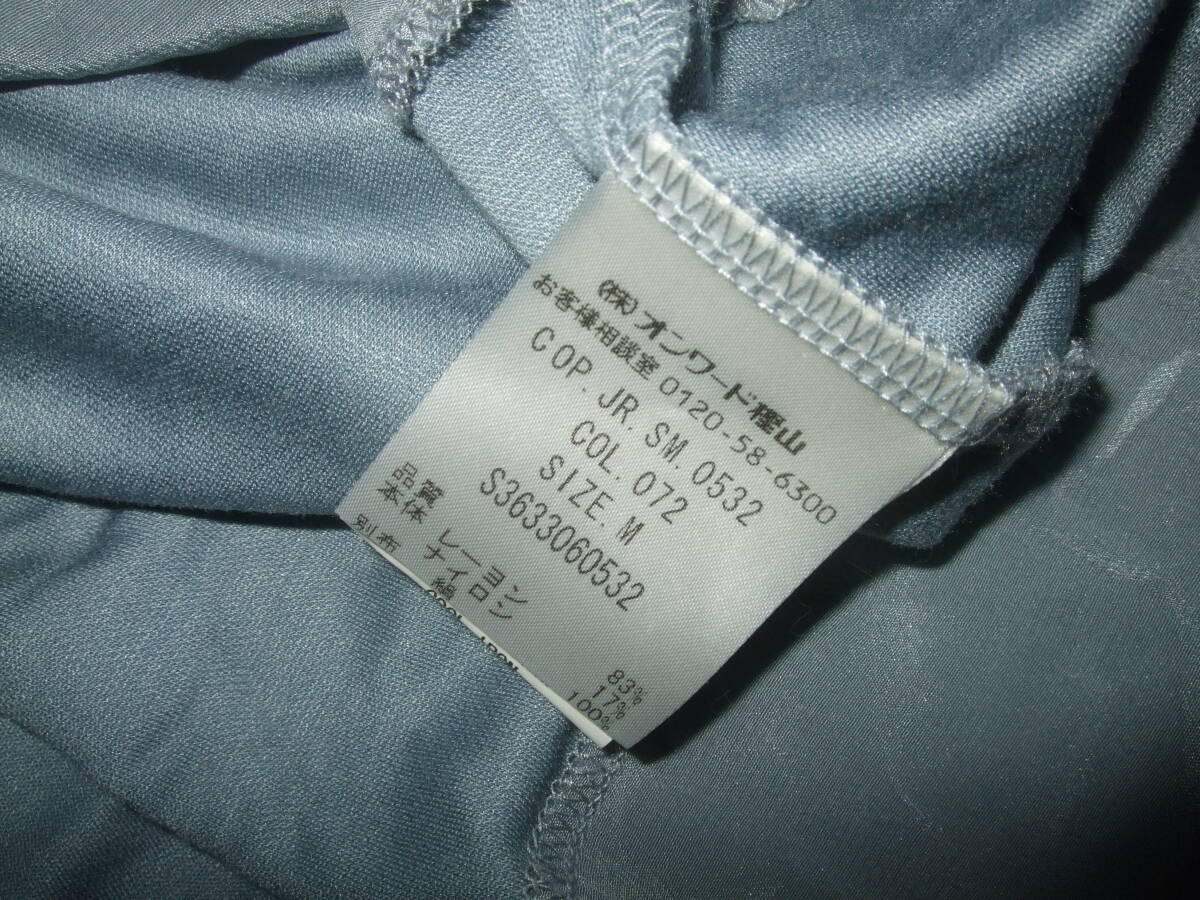 (株)オンワード樫山
お客様相談室 0120-58-6300
COP. JR. SM. 0532
COL. 072
SIZE. M
S3633060532
品質
本体 レーヨン 83%
ナイロン 17%
別布 絹 100%